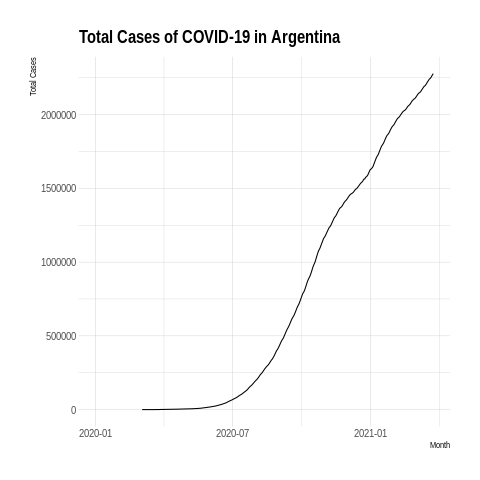 Total Cases of COVID-19 in Argentina
Total Cases
2000000
1500000
1000000
500000
0
2020-01 2020-07 2021-01
Month